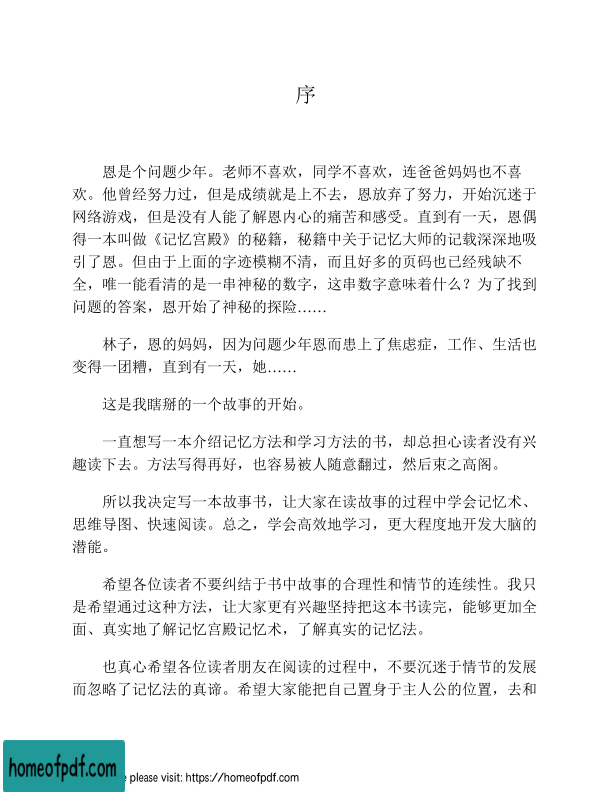 序
恩是个问题少年。老师不喜欢，同学不喜欢，连爸爸妈妈也不喜
欢。他曾经努力过，但是成绩就是上不去，恩放弃了努力，开始沉迷于
网络游戏，但是没有人能了解恩内心的痛苦和感受。直到有一天，恩偶
得一本叫做《记忆宫殿》的秘籍，秘籍中关于记忆大师的记载深深地吸
引了恩。但由于上面的字迹模糊不清，而且好多的页码也已经残缺不
全，唯一能看清的是一串神秘的数字，这串数字意味着什么？为了找到
问题的答案，恩开始了神秘的探险……
林子，恩的妈妈，因为问题少年恩而患上了焦虑症，工作、生活也
变得一团糟，直到有一天，她……
这是我瞎掰的一个故事的开始。
一直想写一本介绍记忆方法和学习方法的书，却总担心读者没有兴
趣读下去。方法写得再好，也容易被人随意翻过，然后束之高阁。
所以我决定写一本故事书，让大家在读故事的过程中学会记忆术、
思维导图、快速阅读。总之，学会高效地学习，更大程度地开发大脑的
潜能。
希望各位读者不要纠结于书中故事的合理性和情节的连续性。我只
是希望通过这种方法，让大家更有兴趣坚持把这本书读完，能够更加全
面、真实地了解记忆宫殿记忆术，了解真实的记忆法。
也真心希望各位读者朋友在阅读的过程中，不要沉迷于情节的发展
而忽略了记忆法的真谛。希望大家能把自己置身于主人公的位置，去和
homeofpdf.com
e please visit: https://homeofpdf.com